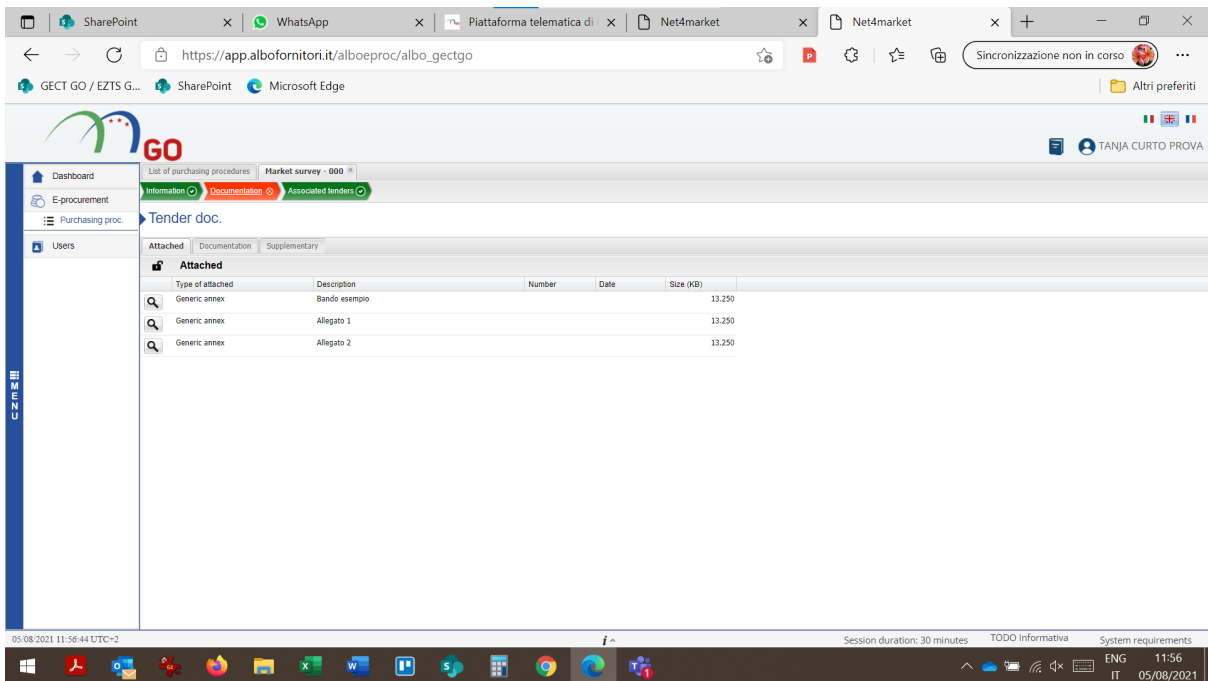 SharePoint WhatsApp Piattaforma telematica di Net4market Net4market
https://app.albofornitori.it/alboeproc/albo_gectgo Sincronizzazione non in corso
GECT GO / EZTS G... SharePoint Microsoft Edge Altri preferiti
GO
TANJA CURTO PROVA
Dashboard
E-procurement
Purchasing proc.
Users
MENU
List of purchasing procedures Market survey - 000
Information Documentation Associated tenders
Tender doc.
Attached Documentation Supplementary
Attached
Type of attached Description Number Date Size (KB)
Generic annex Bando esempio 13.250
Generic annex Allegato 1 13.250
Generic annex Allegato 2 13.250
05/08/2021 11:56:44 UTC+2 i Session duration: 30 minutes TODO Informativa System requirements
ENG 11:56
IT 05/08/2021